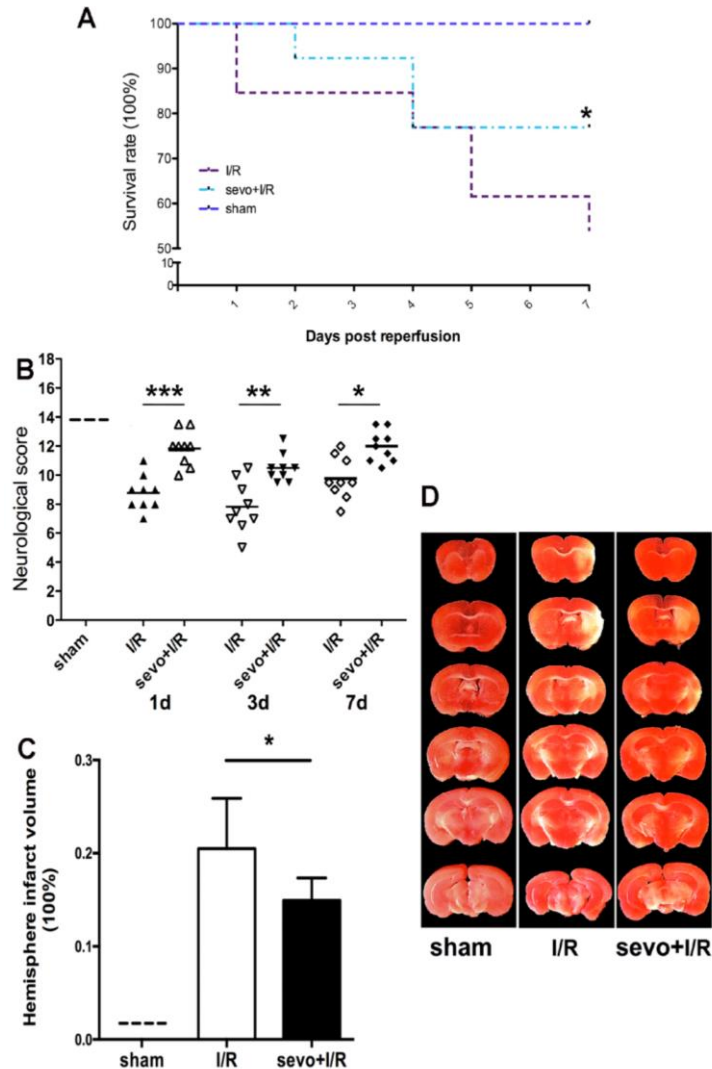 A
Survival rate (100%)
100
90
80
70
60
50
10
0
I/R
sevo+I/R
sham
*
1
2
3
4
5
6
7
Days post reperfusion
B
Neurological score
18
16
14
12
10
8
6
4
2
0
***
**
*
sham
I/R
sevo+I/R
I/R
sevo+I/R
I/R
sevo+I/R
1d
3d
7d
C
Hemisphere infarct volume
(100%)
0.3
0.2
0.1
0.0
*
sham
I/R
sevo+I/R
D
sham
I/R
sevo+I/R